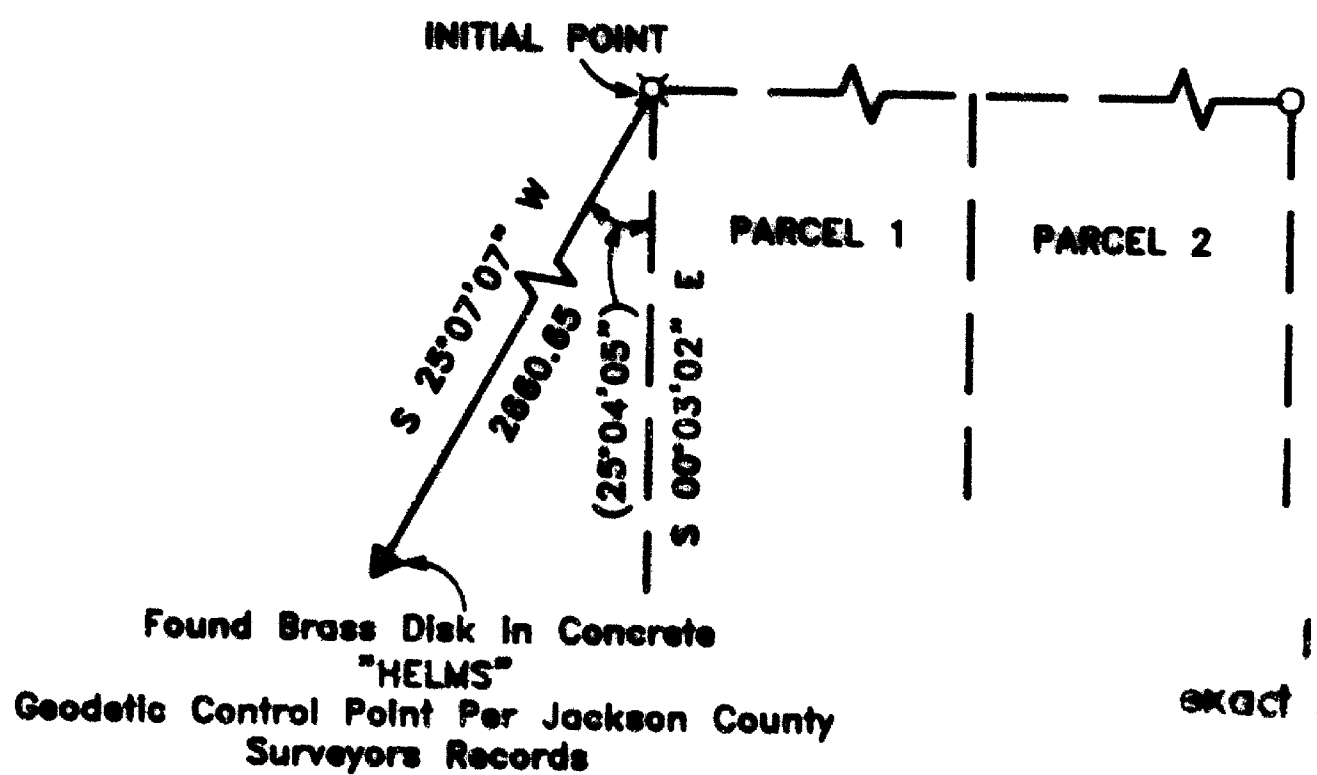 INITIAL POINT
PARCEL 1
PARCEL 2
S 25°07'07" W
2660.65
(25°04'05")
S 00°03'02" E
Found Brass Disk In Concrete
"HELMS"
Geodetic Control Point Per Jackson County
Surveyors Records
exact